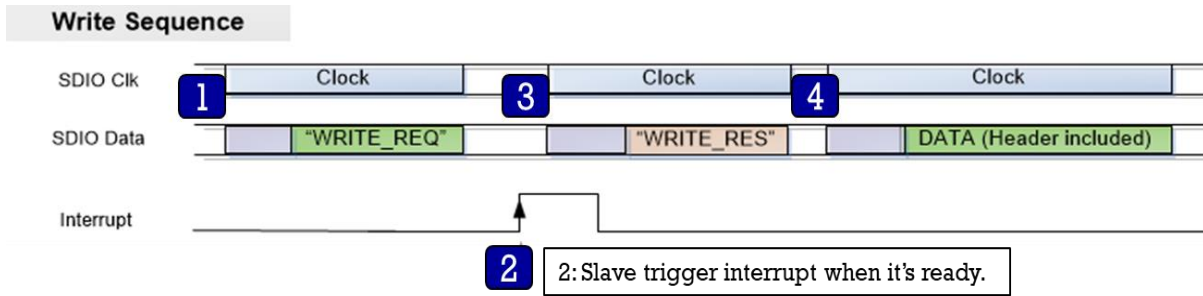 Write Sequence
SDIO Clk
1
Clock
3
Clock
4
Clock
SDIO Data
"WRITE_REQ"
"WRITE_RES"
DATA (Header included)
Interrupt
2
2: Slave trigger interrupt when it's ready.